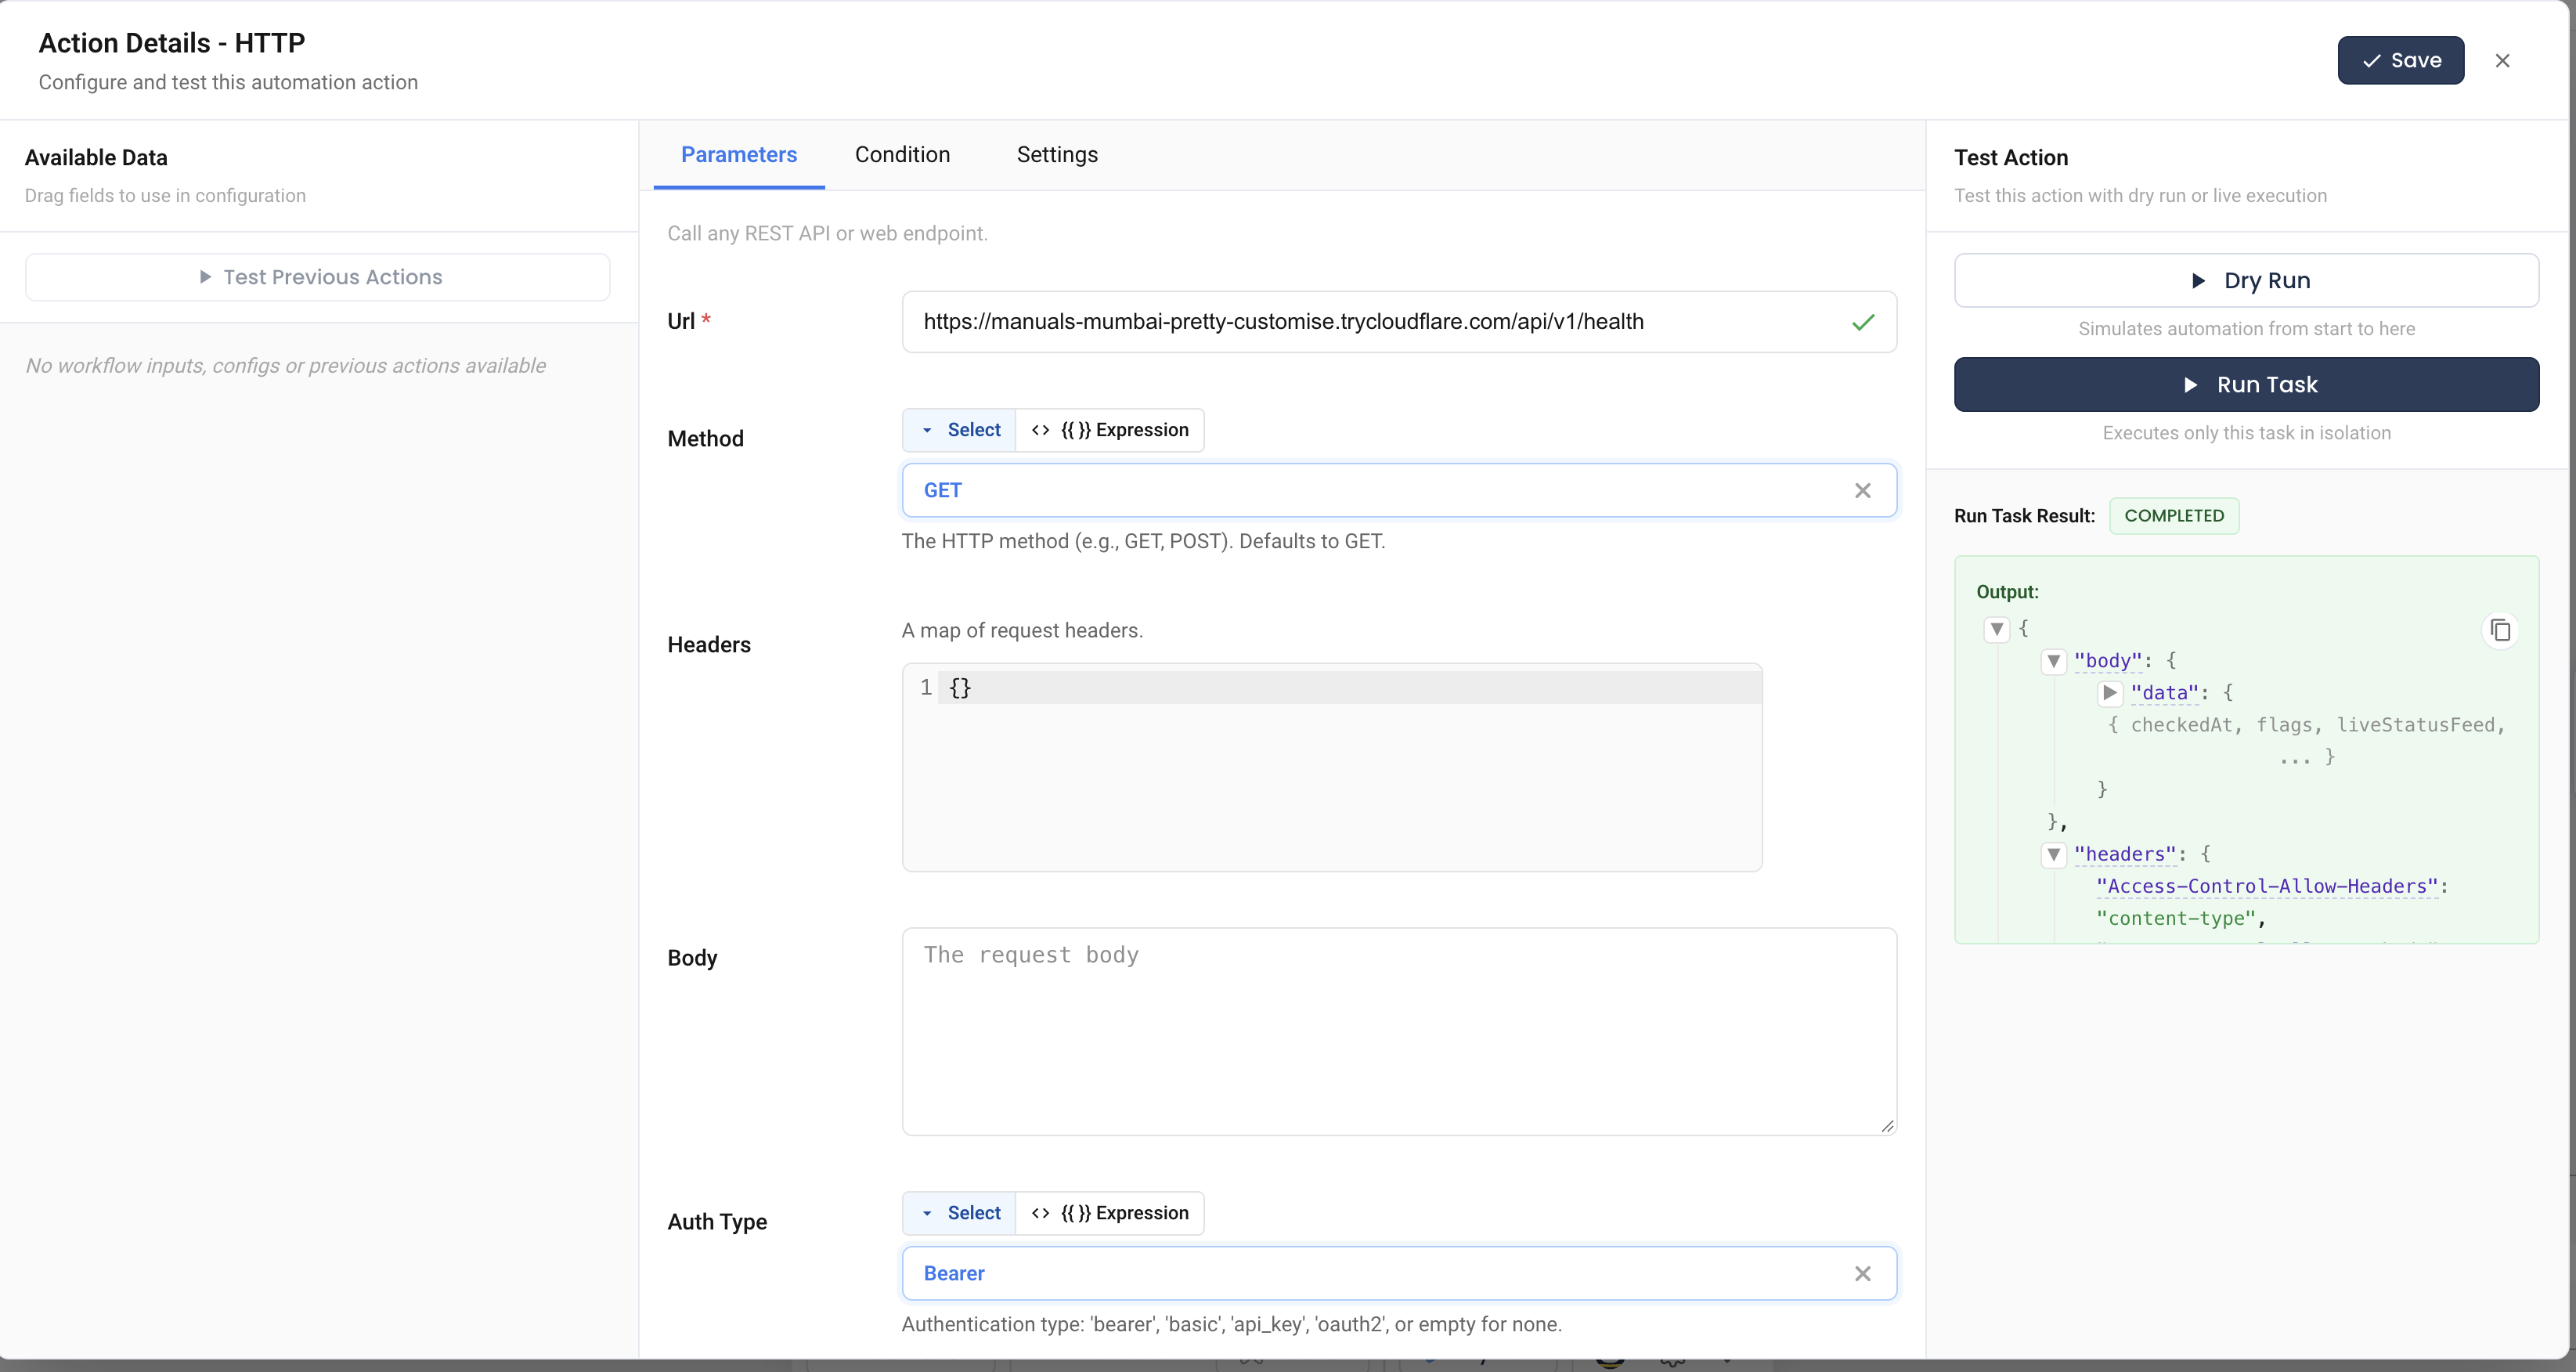 Action Details - HTTP
Configure and test this automation action
Save
Available Data
Drag fields to use in configuration
Test Previous Actions
No workflow inputs, configs or previous actions available
Parameters
Condition
Settings
Call any REST API or web endpoint.
Url *
https://manuals-mumbai-pretty-customise.trycloudflare.com/api/v1/health
Method
Select
<> {{ }} Expression
GET
The HTTP method (e.g., GET, POST). Defaults to GET.
Headers
A map of request headers.
1 {}
Body
The request body
Auth Type
Select
<> {{ }} Expression
Bearer
Authentication type: 'bearer', 'basic', 'api_key', 'oauth2', or empty for none.
Test Action
Test this action with dry run or live execution
Dry Run
Simulates automation from start to here
Run Task
Executes only this task in isolation
Run Task Result: COMPLETED
Output:
{
"body": {
"data": {
{ checkedAt, flags, liveStatusFeed,
... }
}
},
"headers": {
"Access-Control-Allow-Headers":
"content-type",